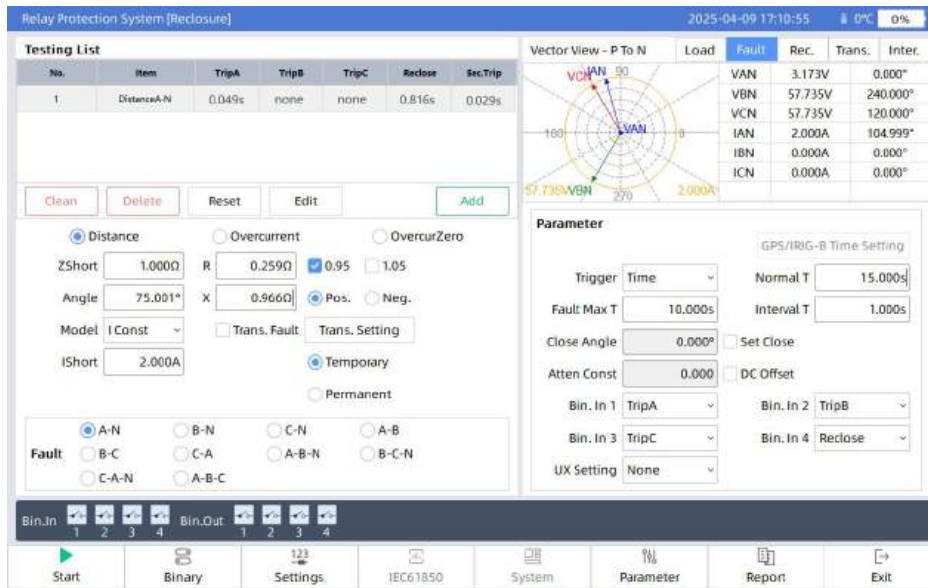 Relay Protection System [Reclosure] 2025-04-09 17:10:55 0℃ 0%
Testing List
No. Item TripA TripB TripC Reclose Sec.Trip
1 DistanceA-N 0.049s none none 0.816s 0.029s
Clean Delete Reset Edit Add
Distance Overcurrent OvercurZero
ZShort 1.000Ω R 0.259Ω 0.95 1.05
Angle 75.001° X 0.966Ω Pos. Neg.
Model I Const Trans. Fault Trans. Setting
IShort 2.000A Temporary
Permanent
Fault
A-N B-N C-N A-B
B-C C-A A-B-N B-C-N
C-A-N A-B-C
Vector View - P To N Load Fault Rec. Trans. Inter.
VCN IAN 90
180 VAN 0
57.735V VBN 270 2.000A
VAN 3.173V 0.000°
VBN 57.735V 240.000°
VCN 57.735V 120.000°
IAN 2.000A 104.999°
IBN 0.000A 0.000°
ICN 0.000A 0.000°
Parameter
GPS/IRIG-B Time Setting
Trigger Time Normal T 15.000s
Fault Max T 10.000s Interval T 1.000s
Close Angle 0.000° Set Close
Atten Const 0.000 DC Offset
Bin. In 1 TripA Bin. In 2 TripB
Bin. In 3 TripC Bin. In 4 Reclose
UX Setting None
Bin.In 1 2 3 4 Bin.Out 1 2 3 4
123
Start Binary Settings IEC61850 System Parameter Report Exit